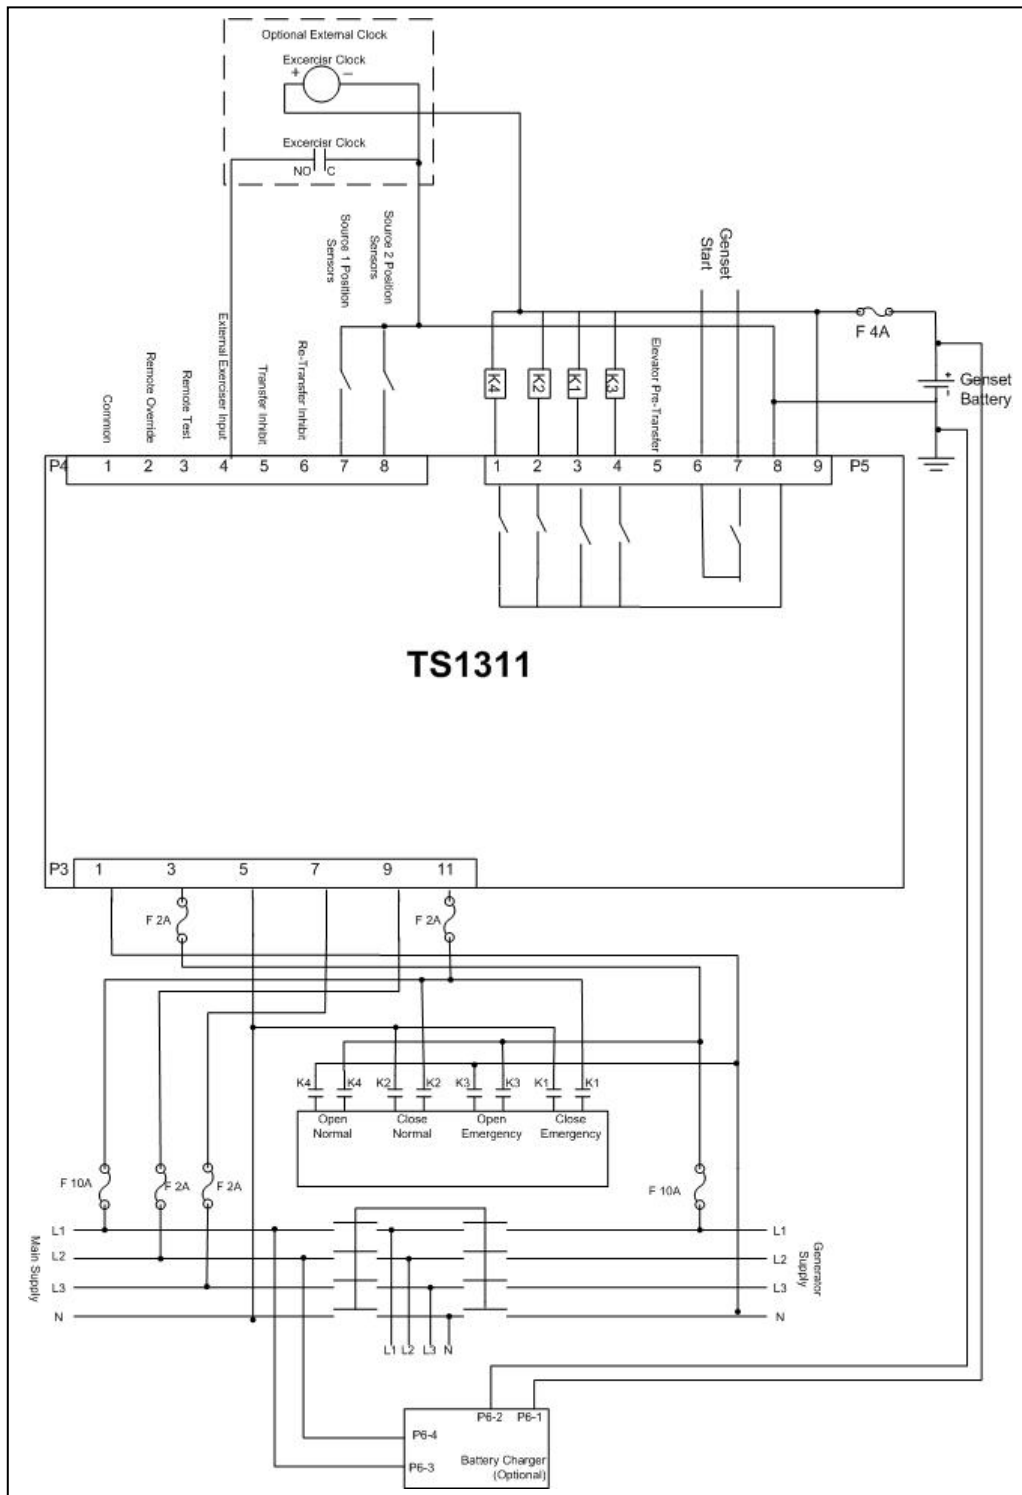 Optional External Clock
Excercisr Clock
+ −
Excercisr Clock
NO C
Source 1 Position
Sensors
Source 2 Position
Sensors
Genset
Start
F 4A
+
-
Genset
Battery
Common
Remote Override
Remote Test
External Exerciser Input
Transfer Inhibit
Re-Transfer Inhibit
K4 K2 K1 K3
Elevator Pre-Transfer
P4 1 2 3 4 5 6 7 8
1 2 3 4 5 6 7 8 9 P5
TS1311
P3 1 3 5 7 9 11
F 2A F 2A
K4 K4 K2 K2 K3 K3 K1 K1
Open Close Open Close
Normal Normal Emergency Emergency
F 10A F 2A F 2A F 10A
Main Supply
Generator
Supply
L1 L1
L2 L2
L3 L3
N N
L1 L2 L3 N
P6-2 P6-1
P6-4
P6-3
Battery Charger
(Optional)